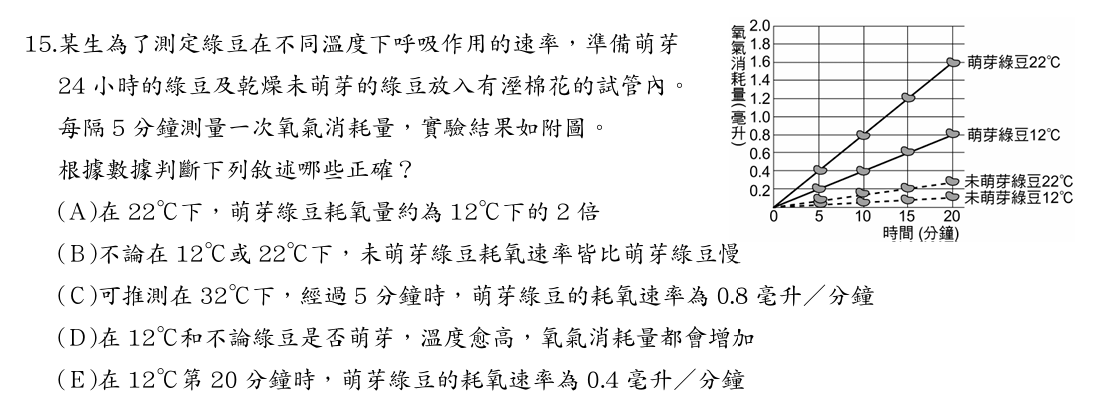 15.某生為了測定綠豆在不同溫度下呼吸作用的速率，準備萌芽
24 小時的綠豆及乾燥未萌芽的綠豆放入有溼棉花的試管內。
每隔 5 分鐘測量一次氧氣消耗量，實驗結果如附圖。
根據數據判斷下列敘述哪些正確？
(A)在 22℃下，萌芽綠豆耗氧量約為 12℃下的 2 倍
(B)不論在 12℃或 22℃下，未萌芽綠豆耗氧速率皆比萌芽綠豆慢
(C)可推測在 32℃下，經過 5 分鐘時，萌芽綠豆的耗氧速率為 0.8 毫升／分鐘
(D)在 12℃和不論綠豆是否萌芽，溫度愈高，氧氣消耗量都會增加
(E)在 12℃第 20 分鐘時，萌芽綠豆的耗氧速率為 0.4 毫升／分鐘
氧氣消耗量(毫升)
2.0
1.8
1.6
1.4
1.2
1.0
0.8
0.6
0.4
0.2
萌芽綠豆22℃
萌芽綠豆12℃
未萌芽綠豆22℃
未萌芽綠豆12℃
0 5 10 15 20
時間 (分鐘)